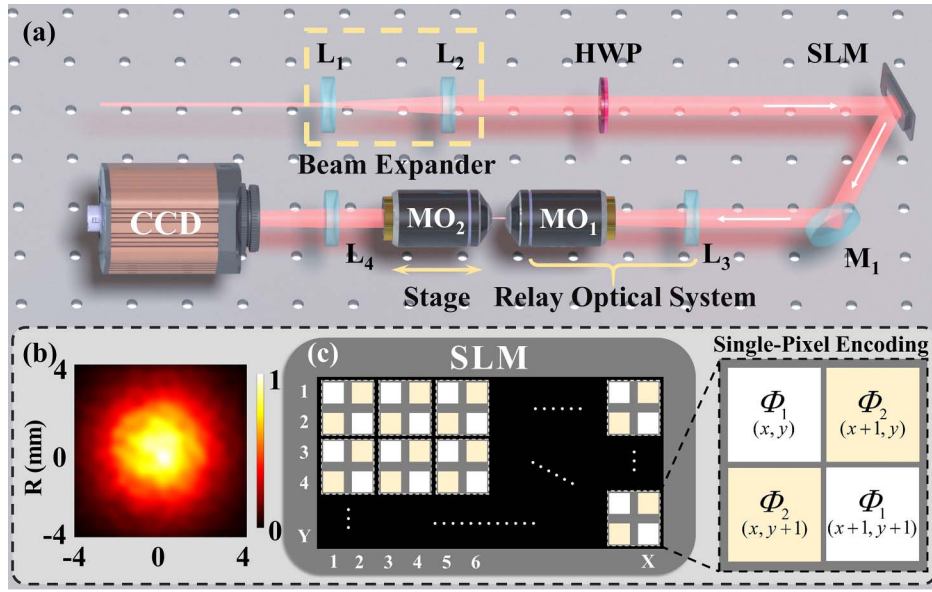 (a)
L₁ L₂ HWP SLM
Beam Expander
CCD MO₂ MO₁
L₄ L₃ M₁
Stage Relay Optical System
(b) (c) SLM Single-Pixel Encoding
4 1
R (mm) 0
-4 0
-4 0 4
1
2
3
4
Y
1 2 3 4 5 6 X
Φ₁ Φ₂
(x, y) (x+1, y)
Φ₂ Φ₁
(x, y+1) (x+1, y+1)